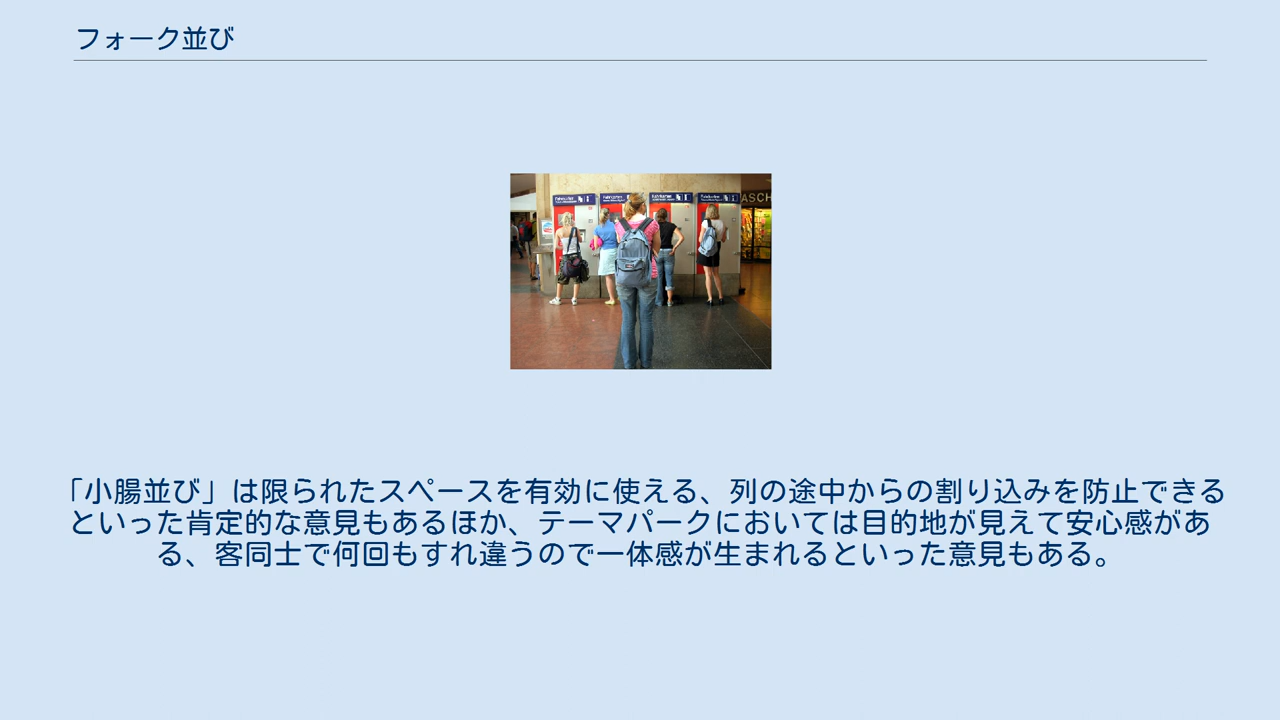 フォーク並び
Fahrkarten
Fahrkarten
Fahrkarten
ASCH
「小腸並び」は限られたスペースを有効に使える、列の途中からの割り込みを防止できる
といった肯定的な意見もあるほか、テーマパークにおいては目的地が見えて安心感があ
る、客同士で何回もすれ違うので一体感が生まれるといった意見もある。